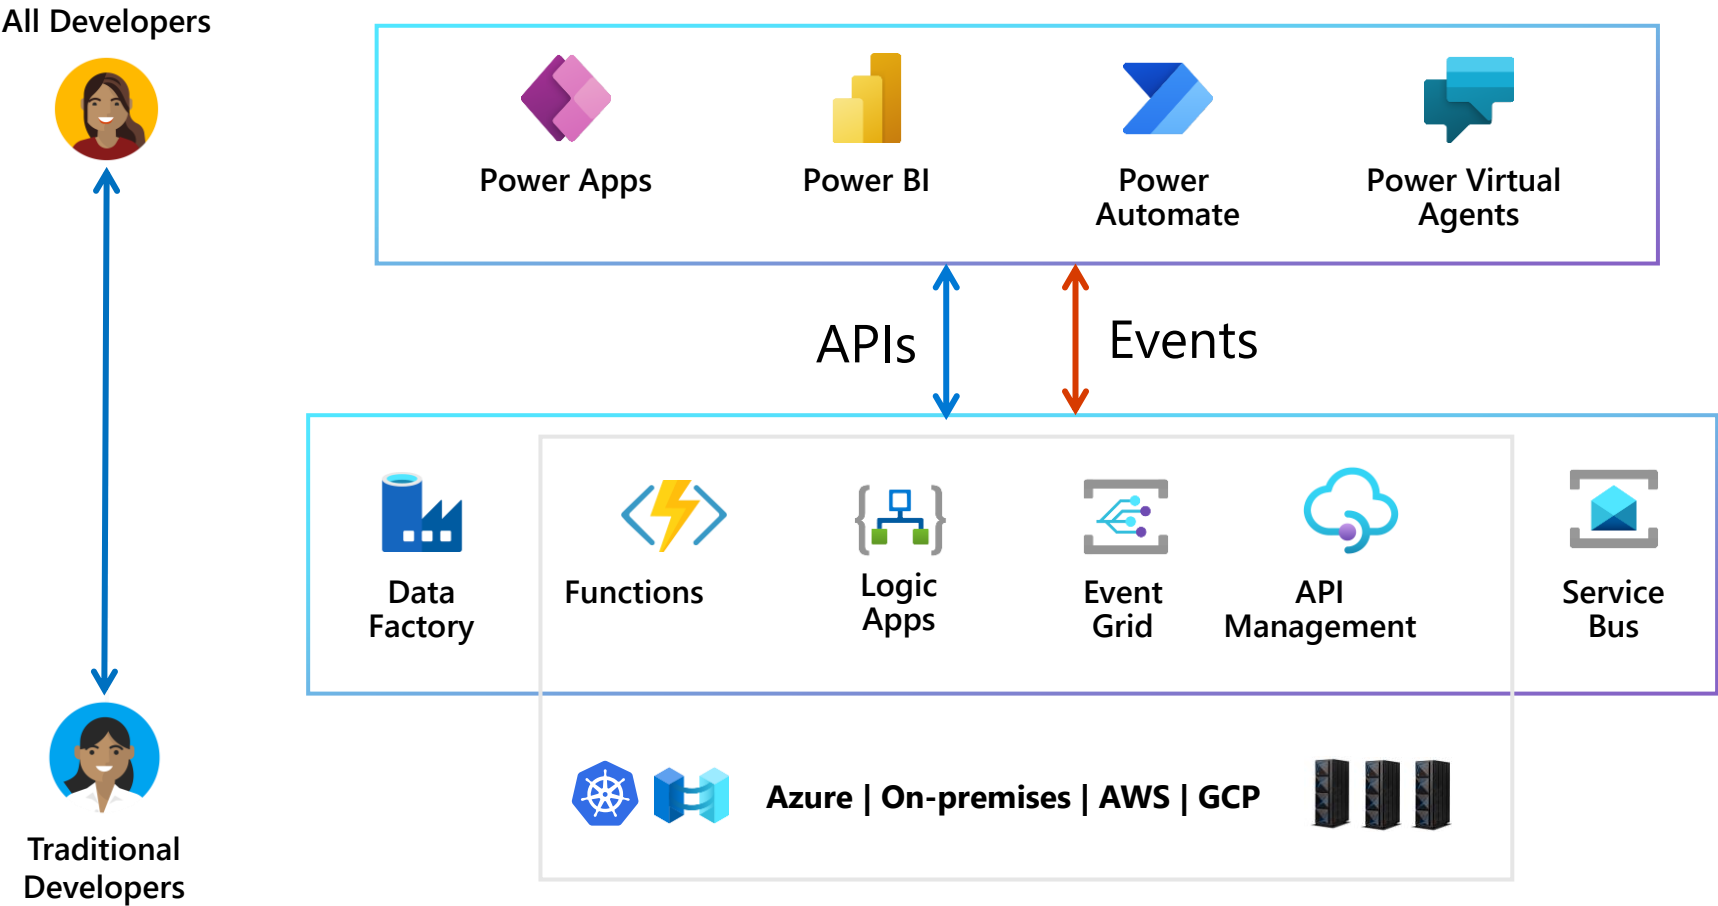 All Developers
Power Apps
Power BI
Power
Automate
Power Virtual
Agents
APIs
Events
Data
Factory
Functions
Logic
Apps
Event
Grid
API
Management
Service
Bus
Azure | On-premises | AWS | GCP
Traditional
Developers